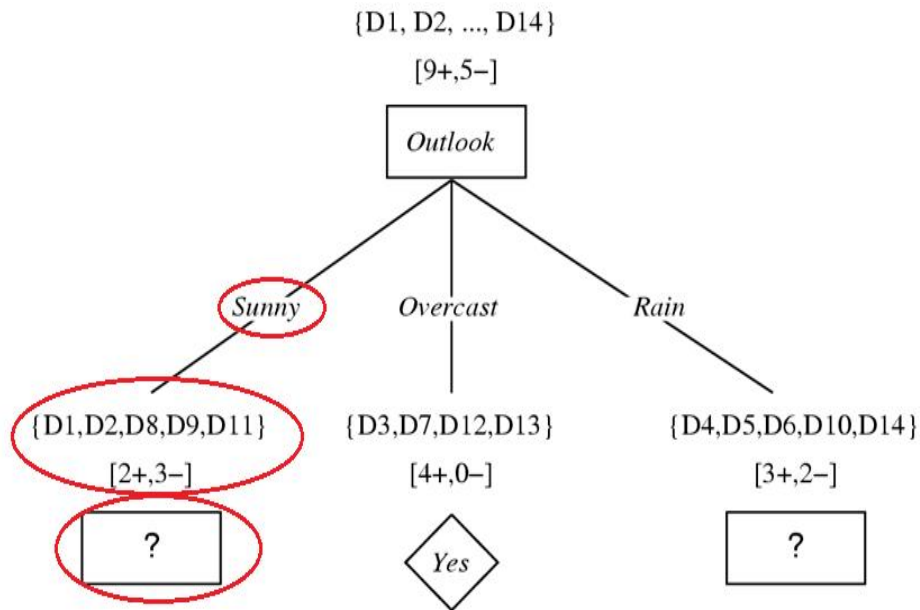 {D1, D2, ..., D14}
[9+,5−]
Outlook
Sunny
Overcast
Rain
{D1,D2,D8,D9,D11}
{D3,D7,D12,D13}
{D4,D5,D6,D10,D14}
[2+,3−]
[4+,0−]
[3+,2−]
?
Yes
?